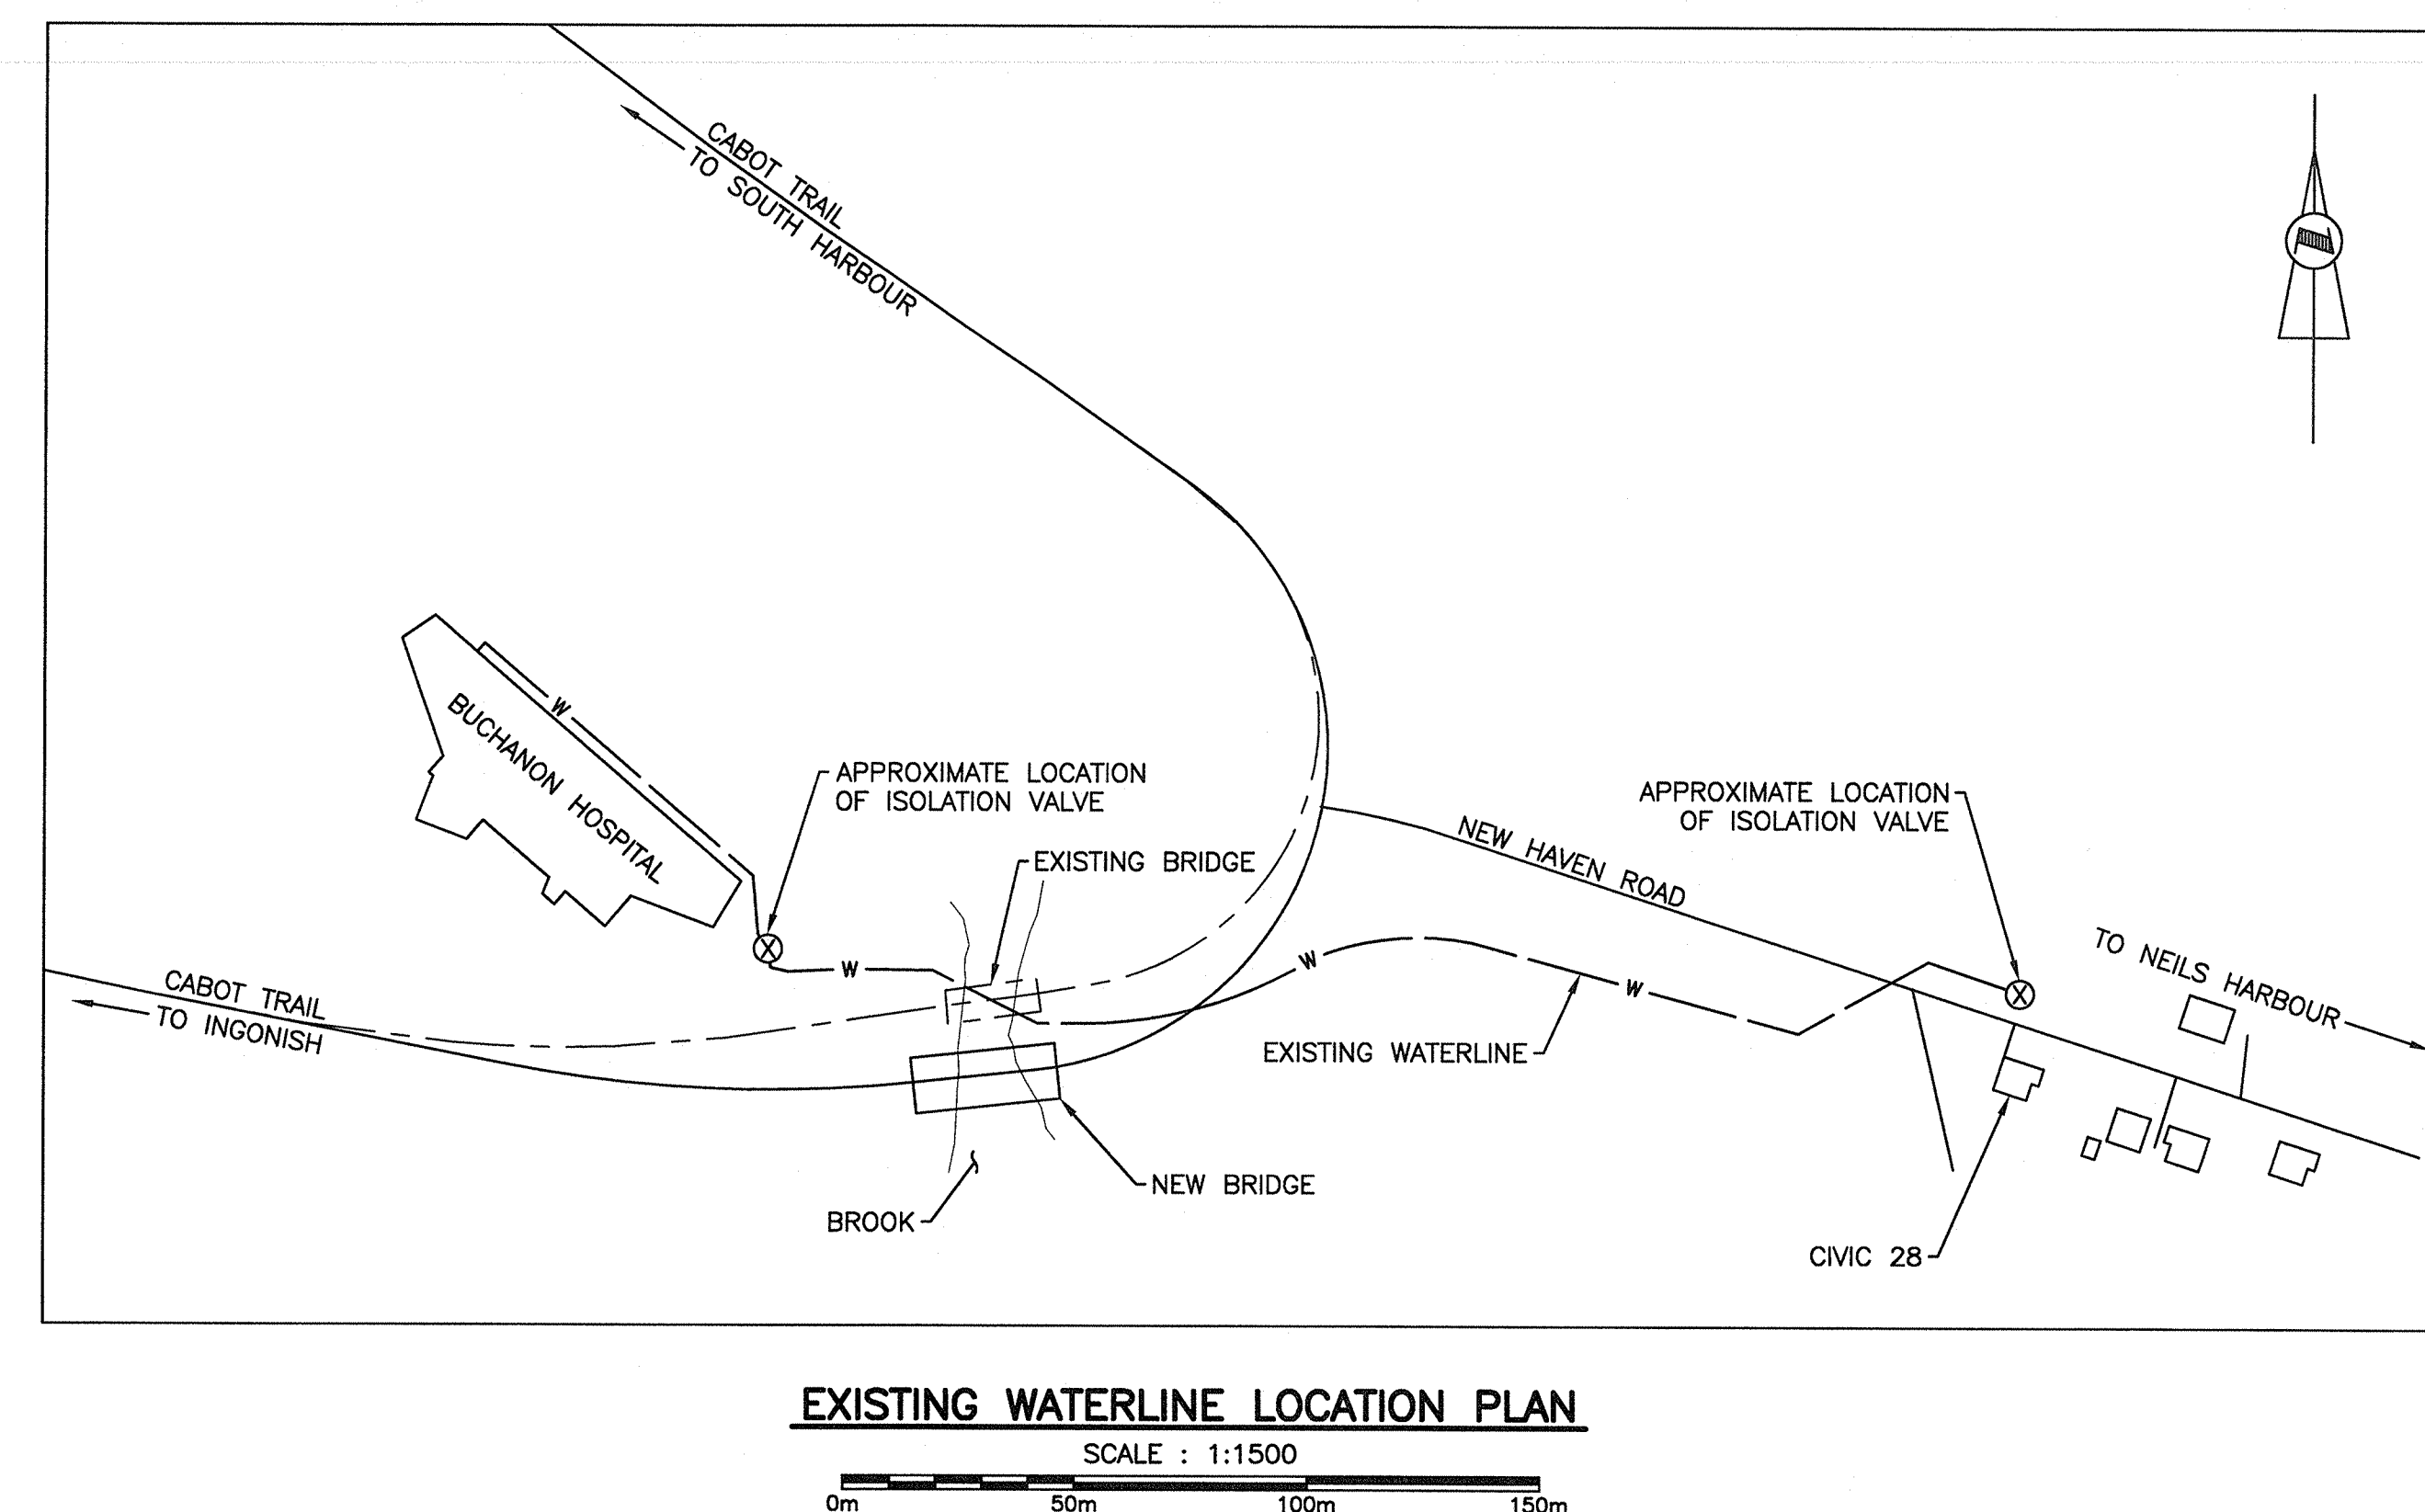 CABOT TRAIL
TO SOUTH HARBOUR
W
BUCHANON HOSPITAL
APPROXIMATE LOCATION
OF ISOLATION VALVE
EXISTING BRIDGE
APPROXIMATE LOCATION
OF ISOLATION VALVE
NEW HAVEN ROAD
TO NEILS HARBOUR
W
W
W
CABOT TRAIL
TO INGONISH
EXISTING WATERLINE
NEW BRIDGE
BROOK
CIVIC 28
EXISTING WATERLINE LOCATION PLAN
SCALE : 1:1500
0m 50m 100m 150m